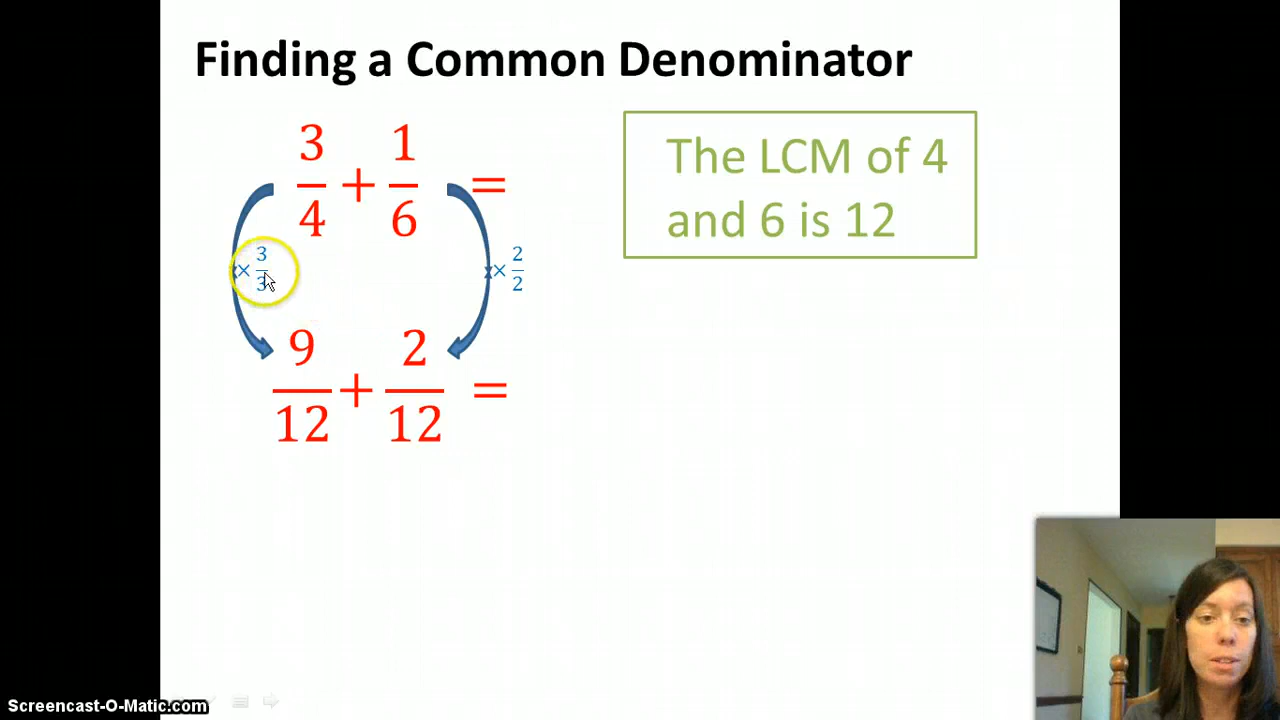 Finding a Common Denominator
3/4 + 1/6 =
The LCM of 4
and 6 is 12
× 3/3
× 2/2
9/12 + 2/12 =
Screencast-O-Matic.com